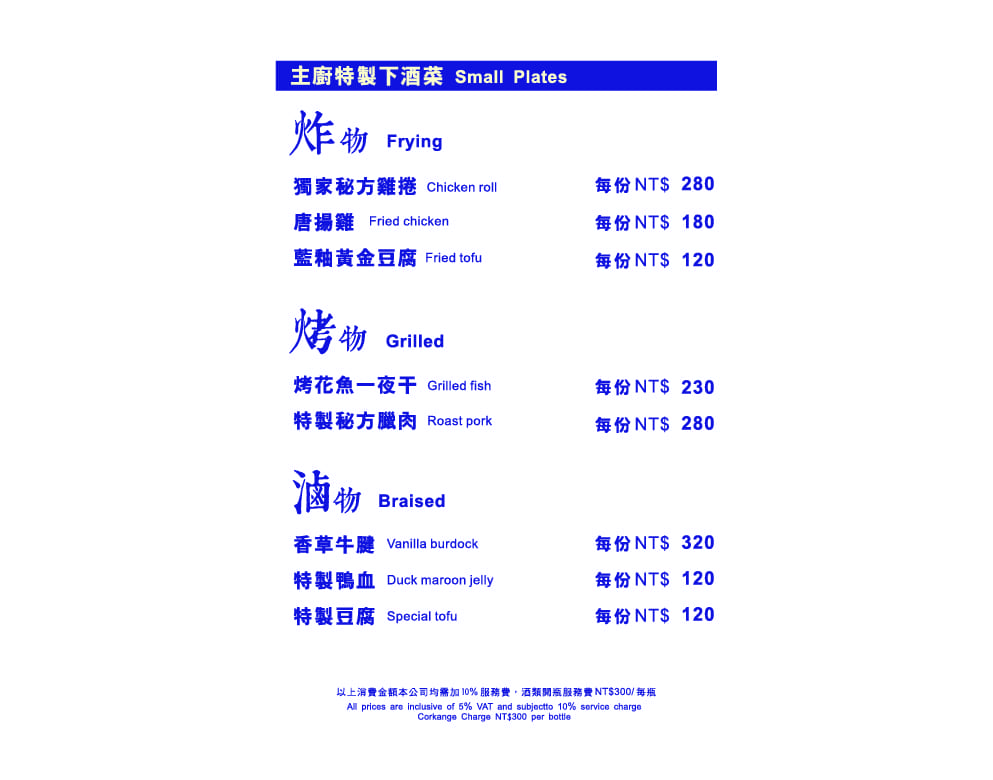 主廚特製下酒菜 Small Plates
炸物 Frying
獨家秘方雞捲 Chicken roll 每份NT$ 280
唐揚雞 Fried chicken 每份NT$ 180
藍釉黃金豆腐 Fried tofu 每份NT$ 120
烤物 Grilled
烤花魚一夜干 Grilled fish 每份NT$ 230
特製秘方臘肉 Roast pork 每份NT$ 280
滷物 Braised
香草牛腱 Vanilla burdock 每份NT$ 320
特製鴨血 Duck maroon jelly 每份NT$ 120
特製豆腐 Special tofu 每份NT$ 120
以上消費金額本公司均需加10%服務費，酒類開瓶服務費NT$300/每瓶
All prices are inclusive of 5% VAT and subjectto 10% service charge
Corkange Charge NT$300 per bottle